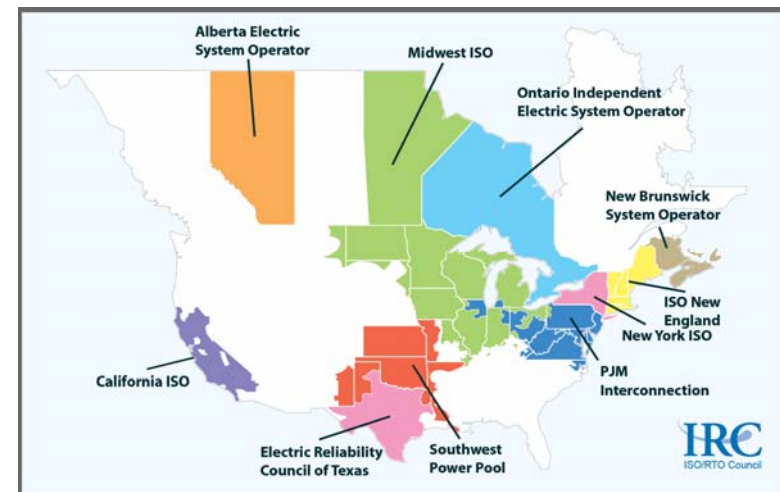 Alberta Electric
System Operator
Midwest ISO
Ontario Independent
Electric System Operator
New Brunswick
System Operator
ISO New
England
New York ISO
PJM
Interconnection
California ISO
Electric Reliability
Council of Texas
Southwest
Power Pool
IRC
ISO/RTO Council